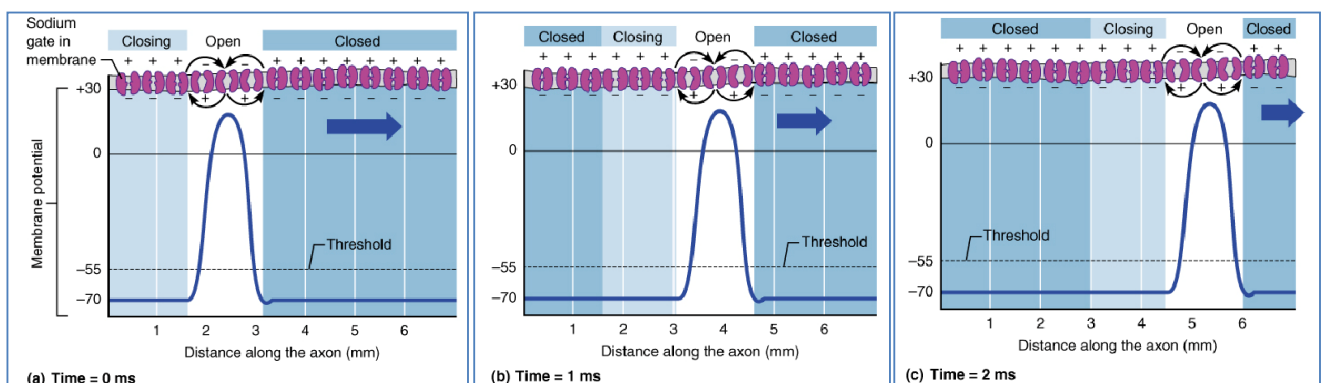 Sodium
gate in
membrane
Closing Open Closed
+ + + − − + + + + + + +
+30
− − − + + − − − − − − −
0
Membrane potential
Threshold
−55
−70
1 2 3 4 5 6
Distance along the axon (mm)
(a) Time = 0 ms
Closed Closing Open Closed
+ + + + + + − − + + + +
+30
− − − − − − + + − − − −
0
Threshold
−55
−70
1 2 3 4 5 6
Distance along the axon (mm)
(b) Time = 1 ms
Closed Closing Open Closed
+ + + + + + + + + − − + +
+30
− − − − − − − − − + + − −
0
Threshold
−55
−70
1 2 3 4 5 6
Distance along the axon (mm)
(c) Time = 2 ms